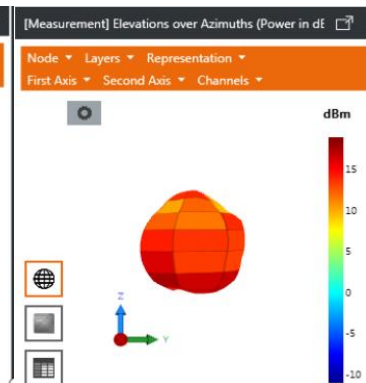 [Measurement] Elevations over Azimuths (Power in dE
Node Layers Representation
First Axis Second Axis Channels
dBm
15
10
5
0
-5
-10
Z
Y